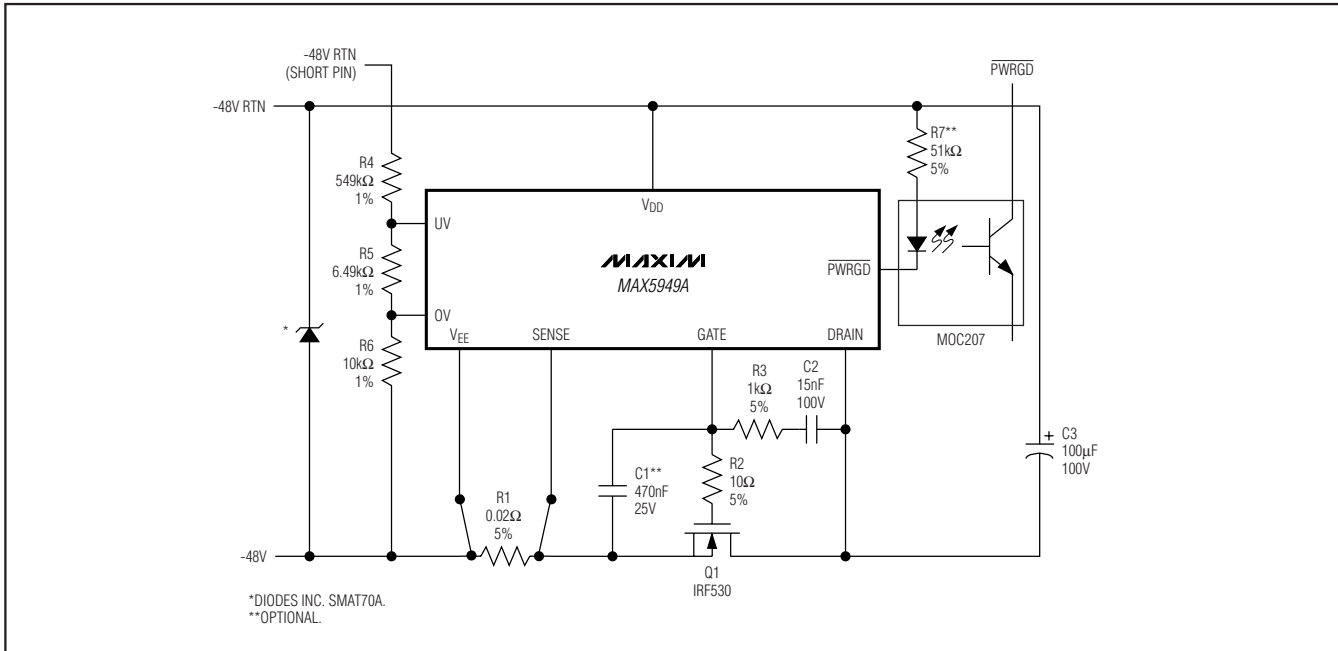 -48V RTN
(SHORT PIN)
PWRGD
-48V RTN
R7**
51kΩ
5%
R4
549kΩ
1%
VDD
UV
R5
6.49kΩ
1%
MAXIM
MAX5949A
PWRGD
*
OV
VEE
SENSE
GATE
DRAIN
MOC207
R6
10kΩ
1%
R3
1kΩ
5%
C2
15nF
100V
+
C3
100µF
100V
C1**
470nF
25V
R2
10Ω
5%
R1
0.02Ω
5%
-48V
Q1
IRF530
*DIODES INC. SMAT70A.
**OPTIONAL.